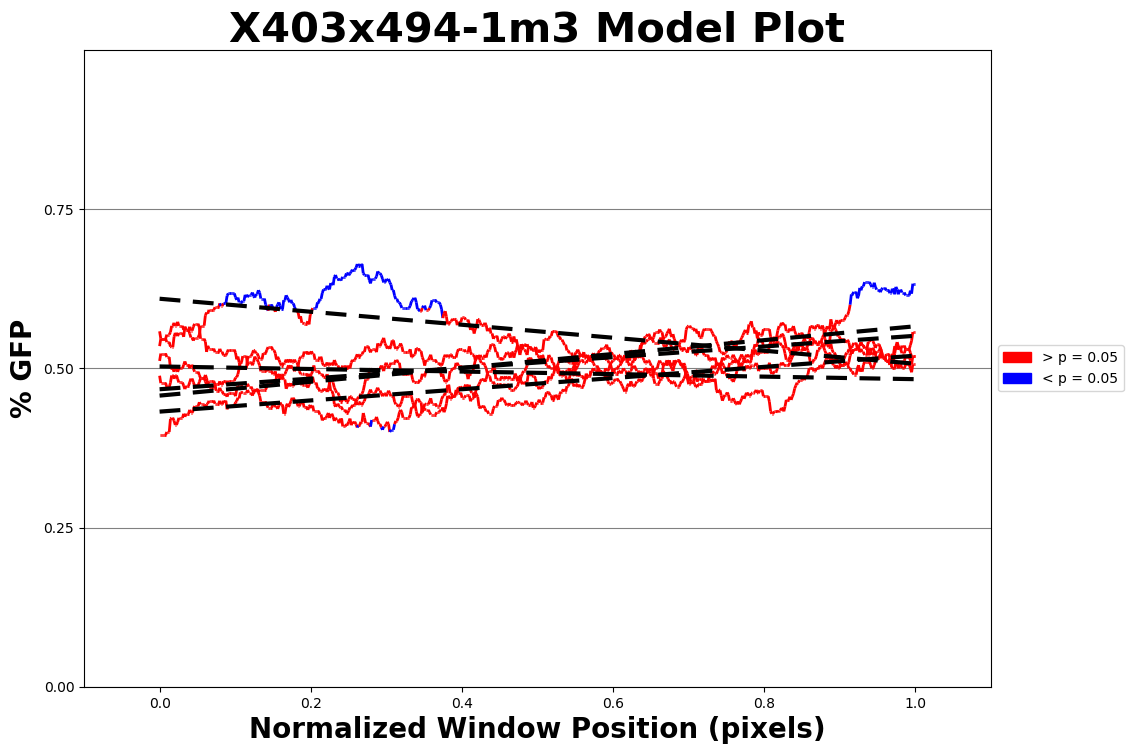 X403x494-1m3 Model Plot
% GFP
0.75
0.50
0.25
0.00
0.0 0.2 0.4 0.6 0.8 1.0
Normalized Window Position (pixels)
> p = 0.05
< p = 0.05